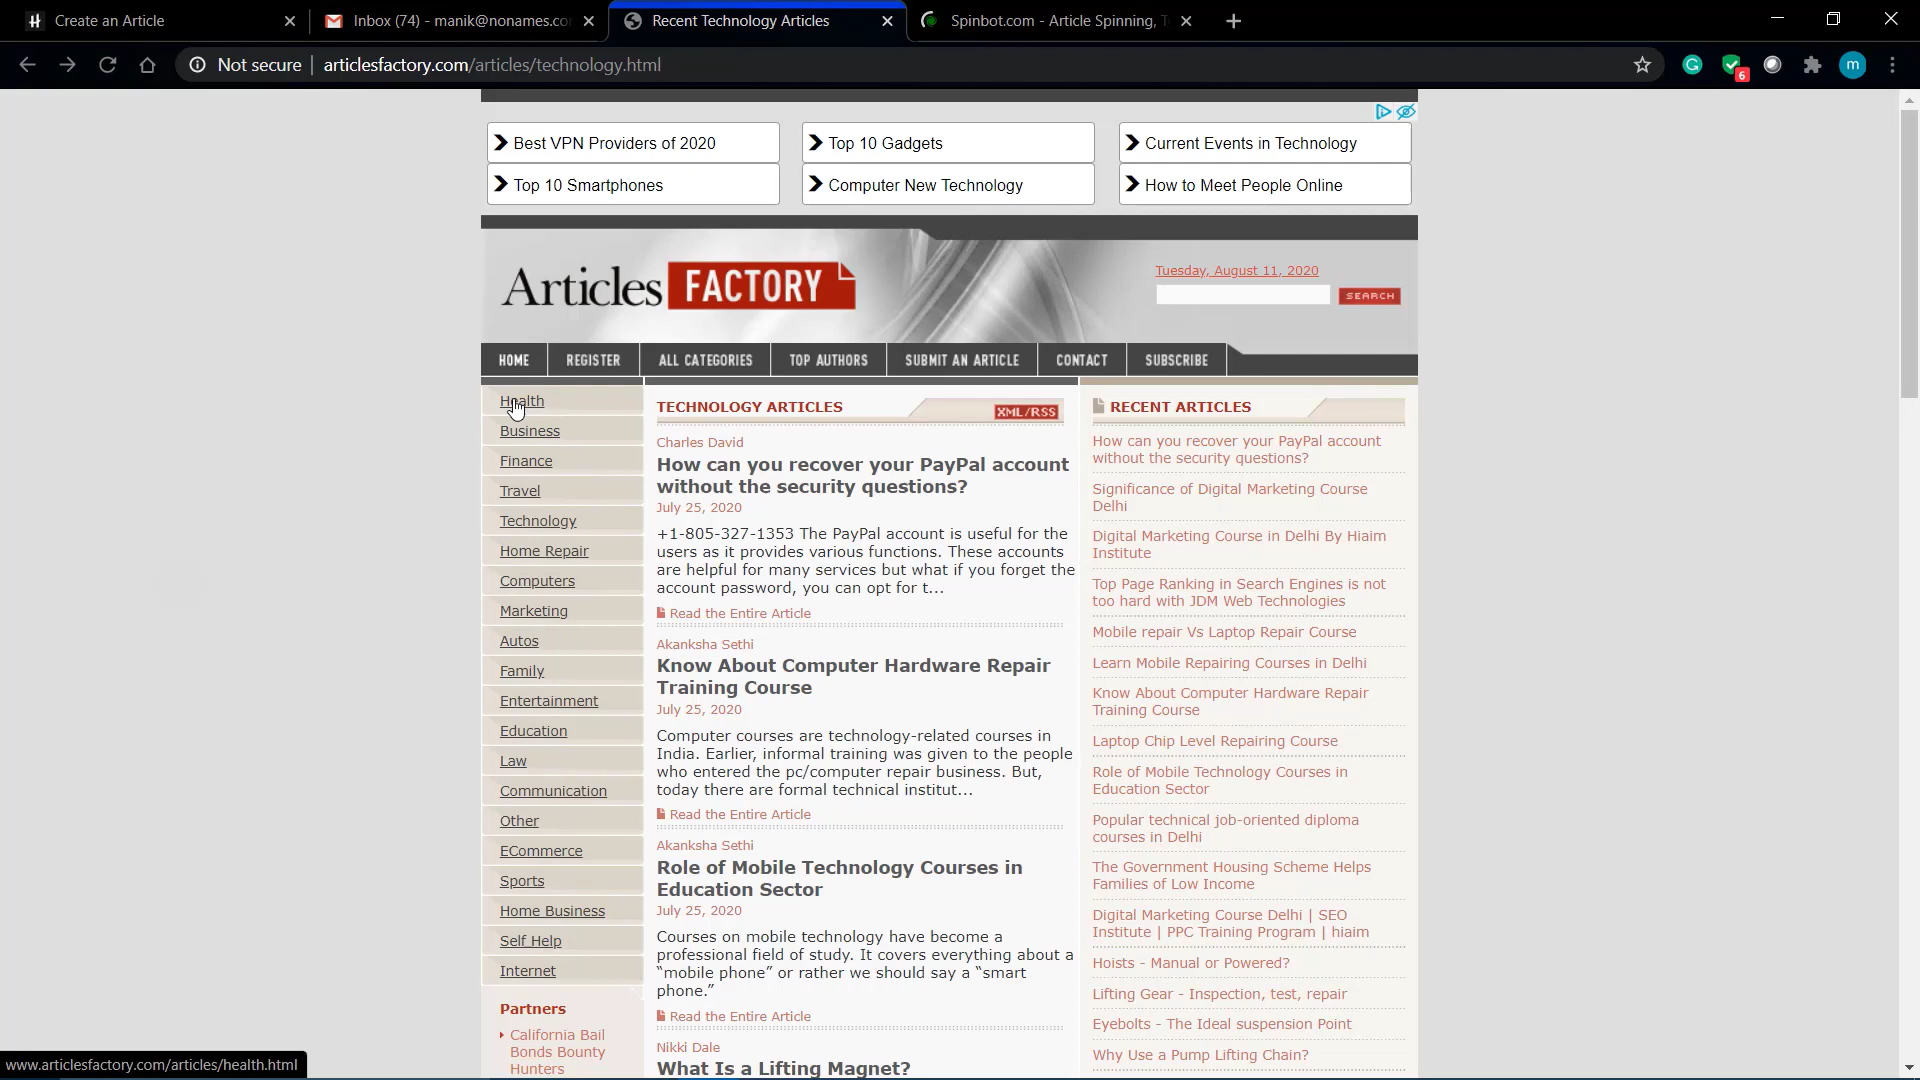 Create an Article
Inbox (74) - manik@nonames.co
Recent Technology Articles
Spinbot.com - Article Spinning, T
Not secure
articlesfactory.com/articles/technology.html
6
m
Best VPN Providers of 2020
Top 10 Gadgets
Current Events in Technology
Top 10 Smartphones
Computer New Technology
How to Meet People Online
Articles FACTORY
Tuesday, August 11, 2020
SEARCH
HOME
REGISTER
ALL CATEGORIES
TOP AUTHORS
SUBMIT AN ARTICLE
CONTACT
SUBSCRIBE
Health
Business
Finance
Travel
Technology
Home Repair
Computers
Marketing
Autos
Family
Entertainment
Education
Law
Communication
Other
ECommerce
Sports
Home Business
Self Help
Internet
Partners
California Bail
Bonds Bounty
Hunters
TECHNOLOGY ARTICLES
XML/RSS
Charles David
How can you recover your PayPal account
without the security questions?
July 25, 2020
+1-805-327-1353 The PayPal account is useful for the
users as it provides various functions. These accounts
are helpful for many services but what if you forget the
account password, you can opt for t...
Read the Entire Article
Akanksha Sethi
Know About Computer Hardware Repair
Training Course
July 25, 2020
Computer courses are technology-related courses in
India. Earlier, informal training was given to the people
who entered the pc/computer repair business. But,
today there are formal technical institut...
Read the Entire Article
Akanksha Sethi
Role of Mobile Technology Courses in
Education Sector
July 25, 2020
Courses on mobile technology have become a
professional field of study. It covers everything about a
“mobile phone” or rather we should say a “smart
phone.”
Read the Entire Article
Nikki Dale
What Is a Lifting Magnet?
RECENT ARTICLES
How can you recover your PayPal account
without the security questions?
Significance of Digital Marketing Course
Delhi
Digital Marketing Course in Delhi By Hiaim
Institute
Top Page Ranking in Search Engines is not
too hard with JDM Web Technologies
Mobile repair Vs Laptop Repair Course
Learn Mobile Repairing Courses in Delhi
Know About Computer Hardware Repair
Training Course
Laptop Chip Level Repairing Course
Role of Mobile Technology Courses in
Education Sector
Popular technical job-oriented diploma
courses in Delhi
The Government Housing Scheme Helps
Families of Low Income
Digital Marketing Course Delhi | SEO
Institute | PPC Training Program | hiaim
Hoists - Manual or Powered?
Lifting Gear - Inspection, test, repair
Eyebolts - The Ideal suspension Point
Why Use a Pump Lifting Chain?
www.articlesfactory.com/articles/health.html